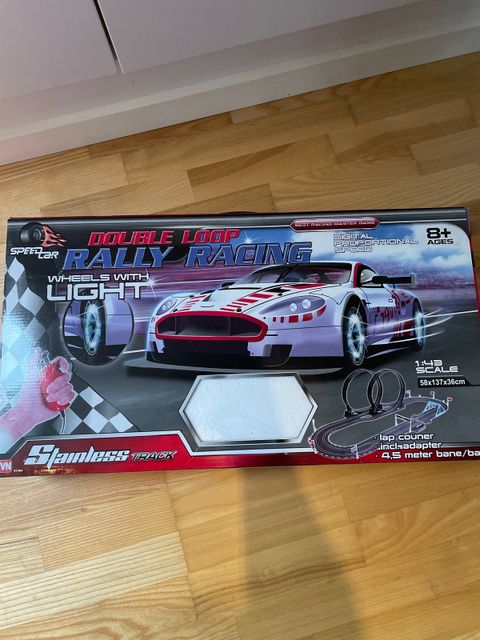 SPEED CAR
DOUBLE LOOP
RALLY RACING
WHEELS WITH
LIGHT
BEST RACING MASTER GAME
DIGITAL
PROPORTIONAL
SPEED
8+
AGES
1:43
SCALE
58x137x36cm
lap couner
incl.adapter
4,5 meter bane/ba
Stainless TRACK
VN